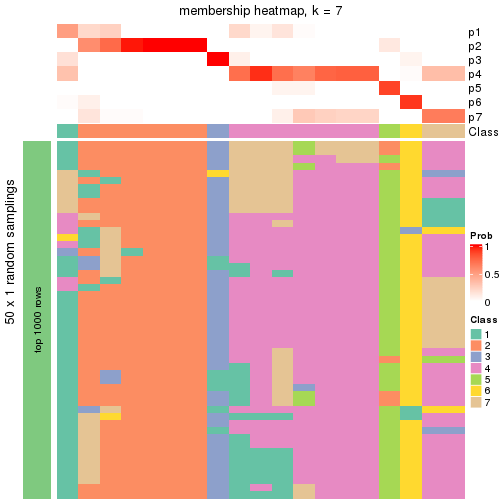 membership heatmap, k = 7
p1
p2
p3
p4
p5
p6
p7
Class
50 x 1 random samplings
top 1000 rows
Prob
1
0.5
0
Class
1
2
3
4
5
6
7